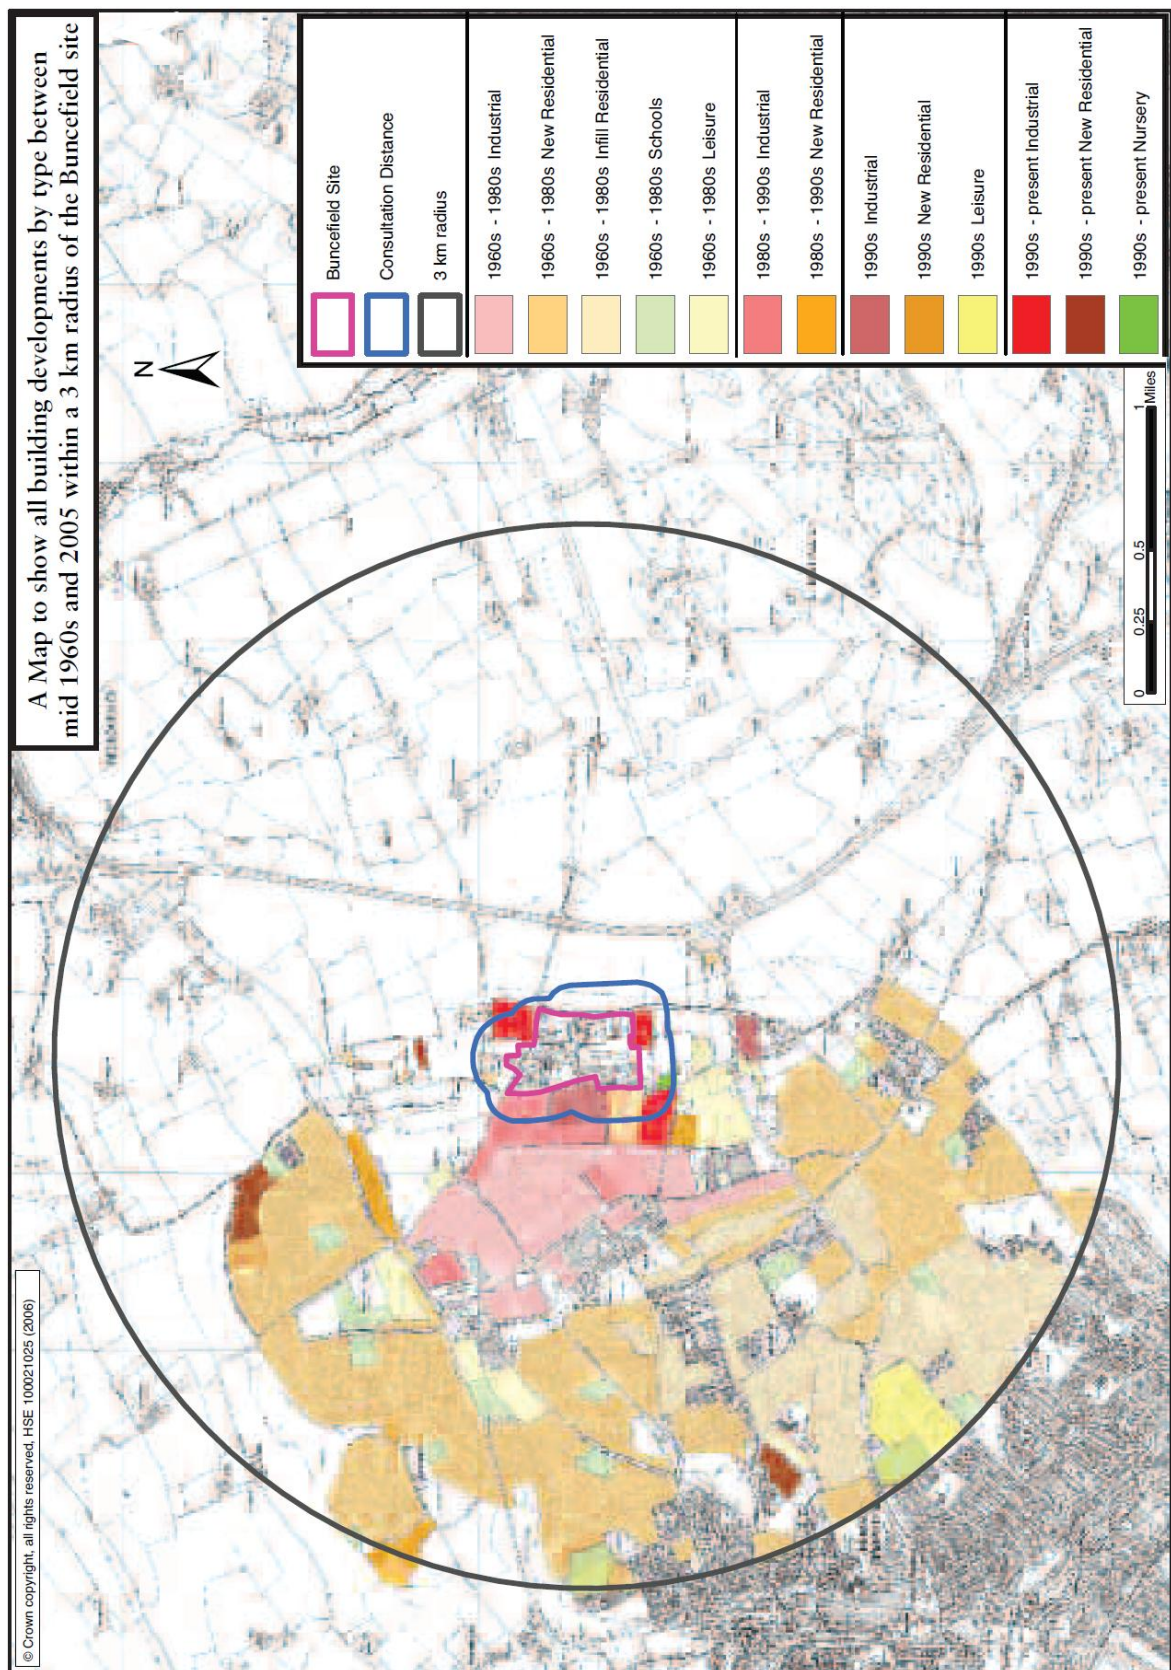 A Map to show all building developments by type between
mid 1960s and 2005 within a 3 km radius of the Buncefield site
© Crown copyright, all rights reserved, HSE 100021025 (2006)
N
Buncefield Site
Consultation Distance
3 km radius
1960s - 1980s Industrial
1960s - 1980s New Residential
1960s - 1980s Infill Residential
1960s - 1980s Schools
1960s - 1980s Leisure
1980s - 1990s Industrial
1980s - 1990s New Residential
1990s Industrial
1990s New Residential
1990s Leisure
1990s - present Industrial
1990s - present New Residential
1990s - present Nursery
0 0.25 0.5 1
Miles